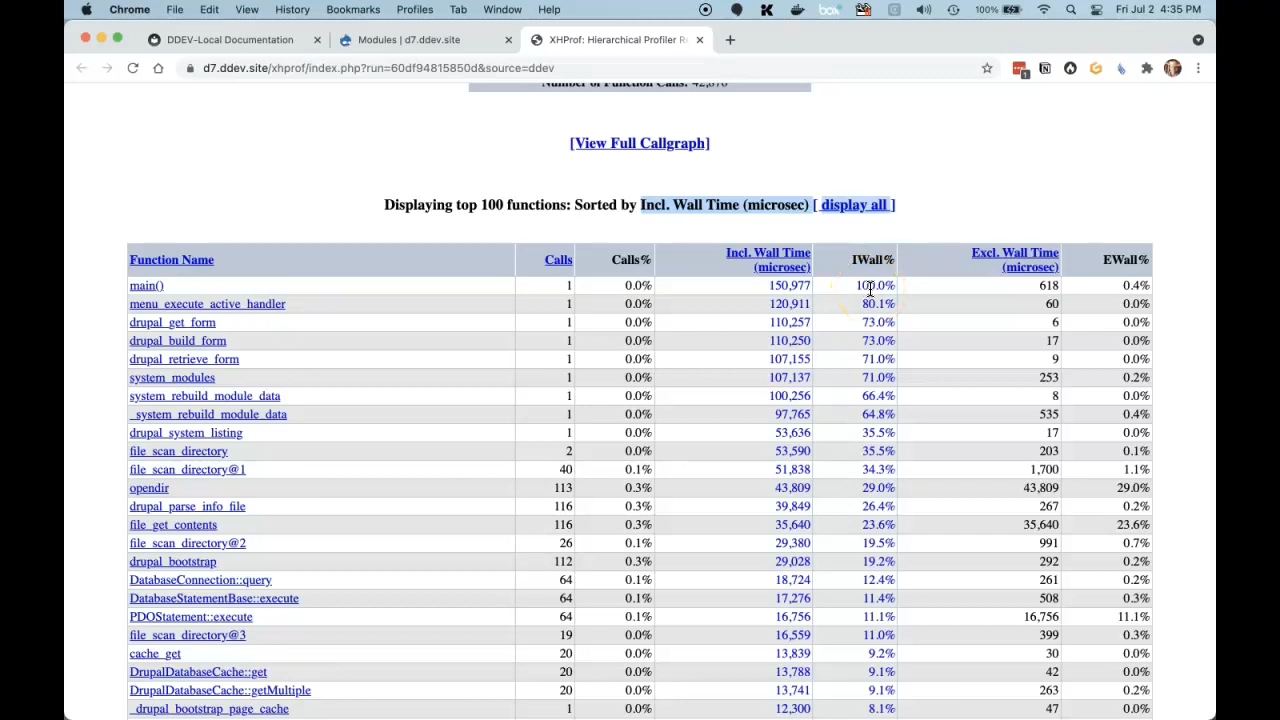 Chrome File Edit View History Bookmarks Profiles Tab Window Help box 100% Fri Jul 2 4:35 PM
DDEV-Local Documentation Modules | d7.ddev.site XHProf: Hierarchical Profiler Re
d7.ddev.site/xhprof/index.php?run=60df94815850d&source=ddev
Number of Function Calls: 42,870
[View Full Callgraph]
Displaying top 100 functions: Sorted by Incl. Wall Time (microsec) [ display all ]
Function Name Calls Calls% Incl. Wall Time (microsec) IWall% Excl. Wall Time (microsec) EWall%
main() 1 0.0% 150,977 100.0% 618 0.4%
menu_execute_active_handler 1 0.0% 120,911 80.1% 60 0.0%
drupal_get_form 1 0.0% 110,257 73.0% 6 0.0%
drupal_build_form 1 0.0% 110,250 73.0% 17 0.0%
drupal_retrieve_form 1 0.0% 107,155 71.0% 9 0.0%
system_modules 1 0.0% 107,137 71.0% 253 0.2%
system_rebuild_module_data 1 0.0% 100,256 66.4% 8 0.0%
_system_rebuild_module_data 1 0.0% 97,765 64.8% 535 0.4%
drupal_system_listing 1 0.0% 53,636 35.5% 17 0.0%
file_scan_directory 2 0.0% 53,590 35.5% 203 0.1%
file_scan_directory@1 40 0.1% 51,838 34.3% 1,700 1.1%
opendir 113 0.3% 43,809 29.0% 43,809 29.0%
drupal_parse_info_file 116 0.3% 39,849 26.4% 267 0.2%
file_get_contents 116 0.3% 35,640 23.6% 35,640 23.6%
file_scan_directory@2 26 0.1% 29,380 19.5% 991 0.7%
drupal_bootstrap 112 0.3% 29,028 19.2% 292 0.2%
DatabaseConnection::query 64 0.1% 18,724 12.4% 261 0.2%
DatabaseStatementBase::execute 64 0.1% 17,276 11.4% 508 0.3%
PDOStatement::execute 64 0.1% 16,756 11.1% 16,756 11.1%
file_scan_directory@3 19 0.0% 16,559 11.0% 399 0.3%
cache_get 20 0.0% 13,839 9.2% 30 0.0%
DrupalDatabaseCache::get 20 0.0% 13,788 9.1% 42 0.0%
DrupalDatabaseCache::getMultiple 20 0.0% 13,741 9.1% 263 0.2%
_drupal_bootstrap_page_cache 1 0.0% 12,300 8.1% 47 0.0%